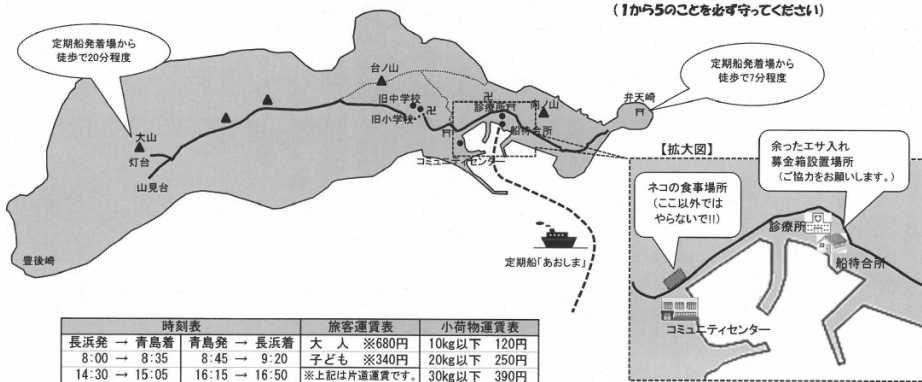 (1から5のことを必ず守ってください)
定期船発着場から
徒歩で20分程度
定期船発着場から
徒歩で7分程度
台ノ山
弁天崎
旧中学校
旧小学校
診療所
向ノ山
船待合所
大山
灯台
山見台
コミュニティセンター
豊後崎
定期船「あおしま」
【拡大図】
余ったエサ入れ
募金箱設置場所
(ご協力をお願いします。)
ネコの食事場所
(ここ以外では
やらないで!!)
診療所
船待合所
コミュニティセンター
時刻表 旅客運賃表 小荷物運賃表
長浜発 → 青島着 青島発 → 長浜着 大 人 ※680円 10kg以下 120円
8:00 → 8:35 8:45 → 9:20 子ども ※340円 20kg以下 250円
14:30 → 15:05 16:15 → 16:50 ※上記は片道運賃です。 30kg以下 390円